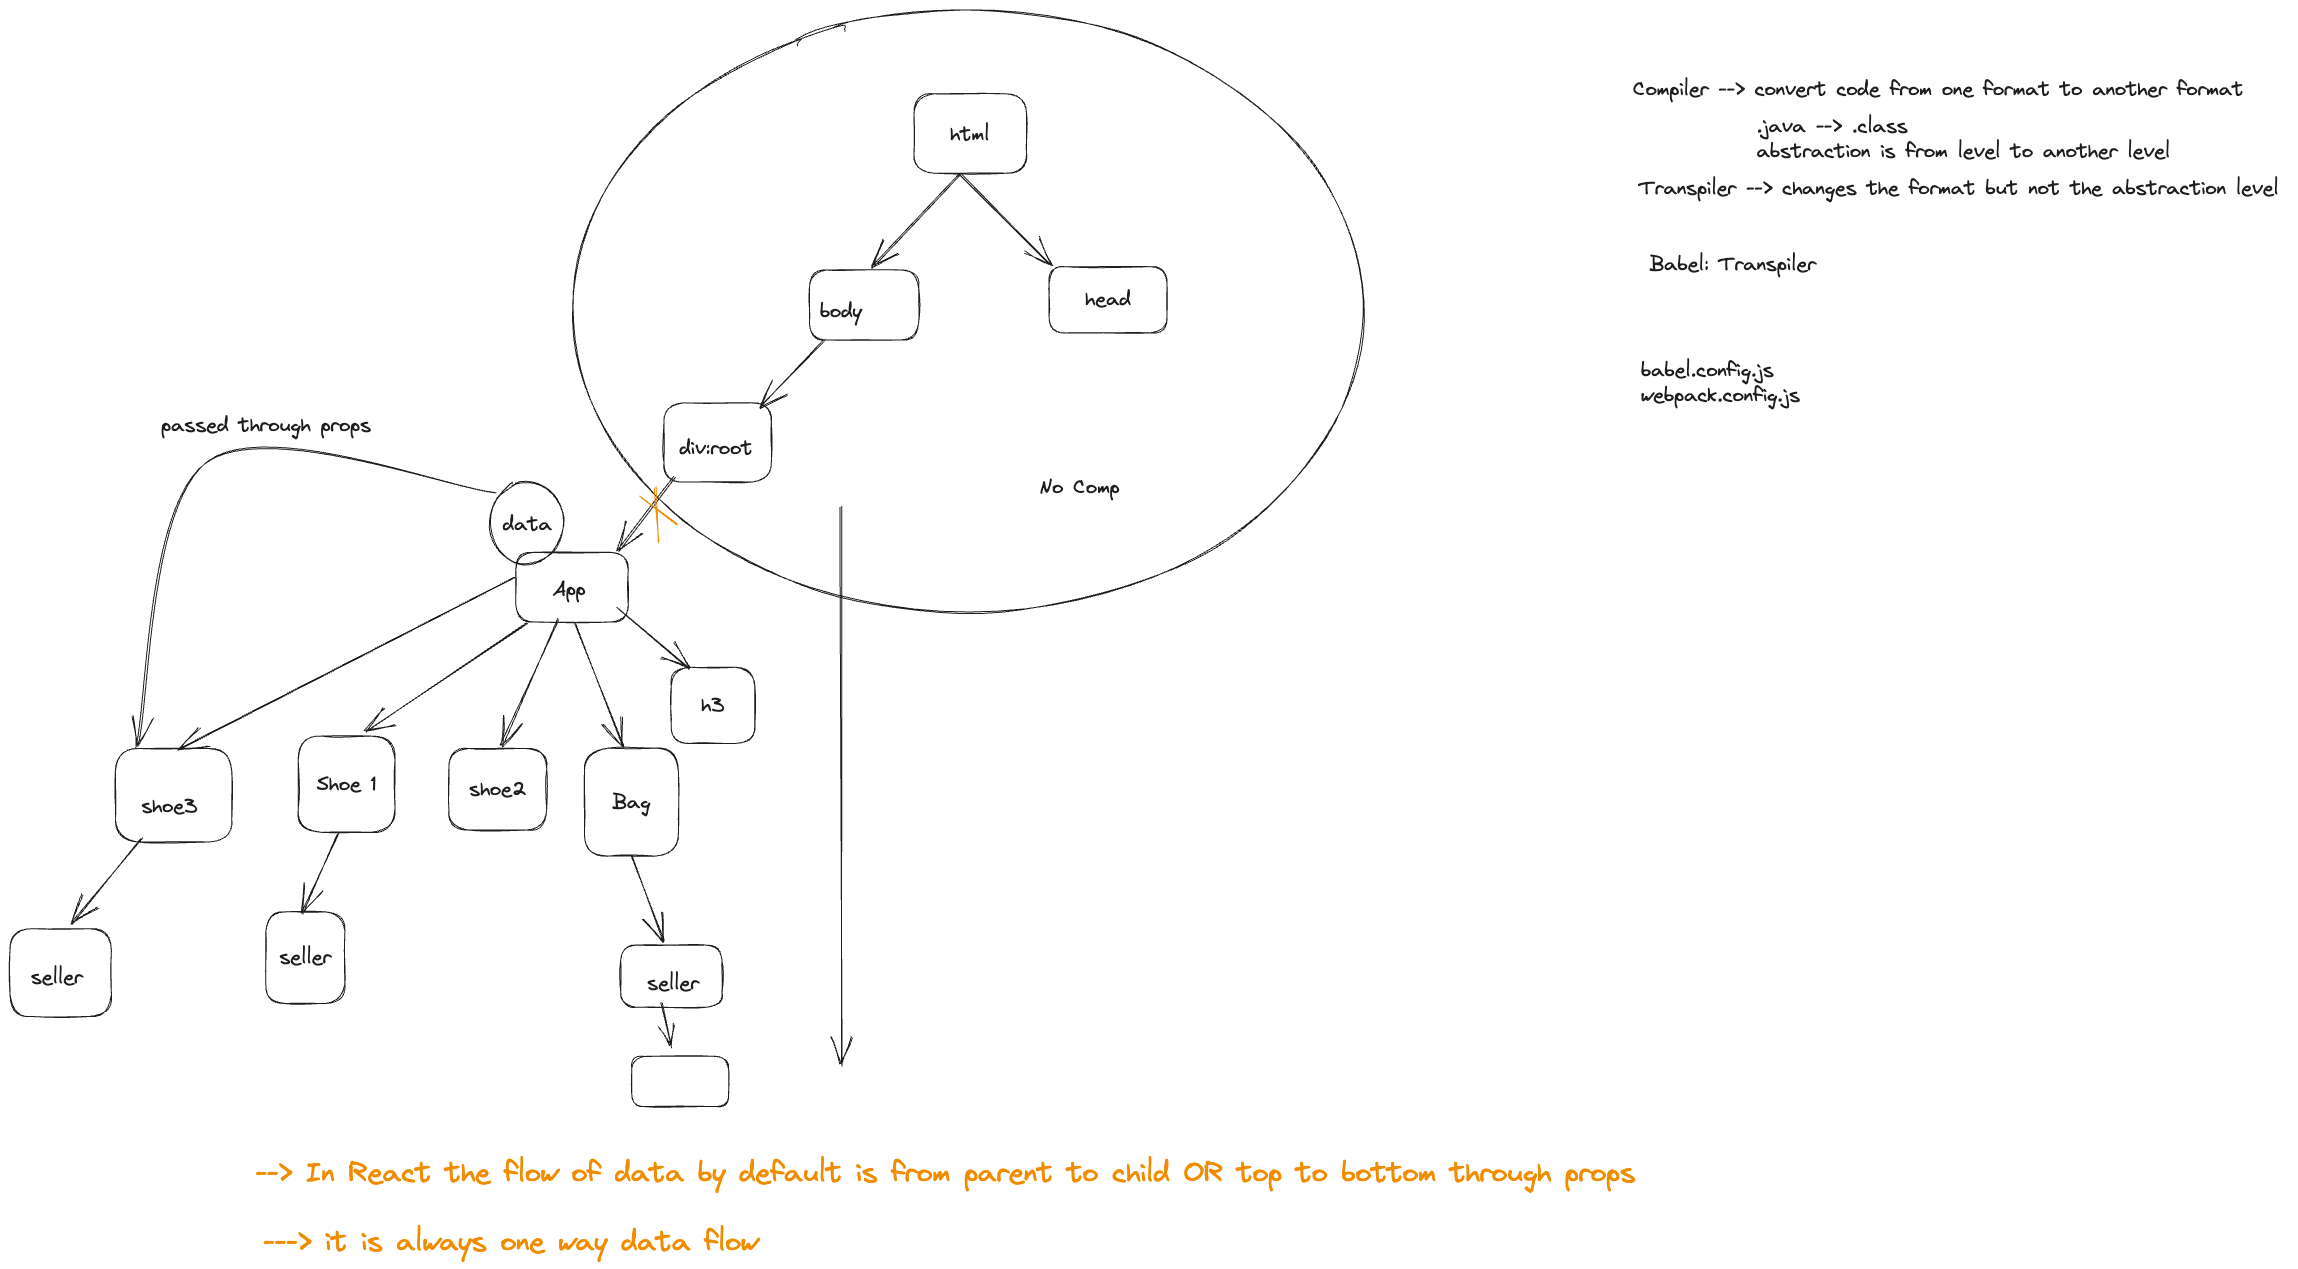 html
body
head
div:root
No Comp
passed through props
data
App
h3
shoe3
Shoe 1
shoe2
Bag
seller
seller
seller
Compiler --> convert code from one format to another format
.java --> .class
abstraction is from level to another level
Transpiler --> changes the format but not the abstraction level
Babel: Transpiler
babel.config.js
webpack.config.js
--> In React the flow of data by default is from parent to child OR top to bottom through props
---> it is always one way data flow